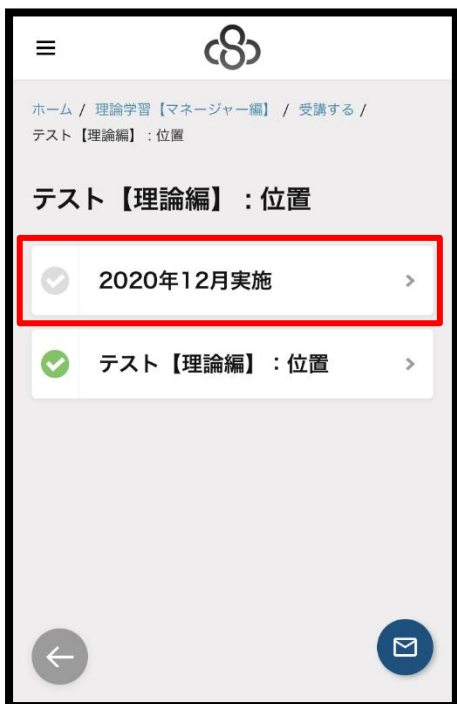 ホーム / 理論学習【マネージャー編】 / 受講する /
テスト【理論編】：位置
テスト【理論編】：位置
2020年12月実施
テスト【理論編】：位置